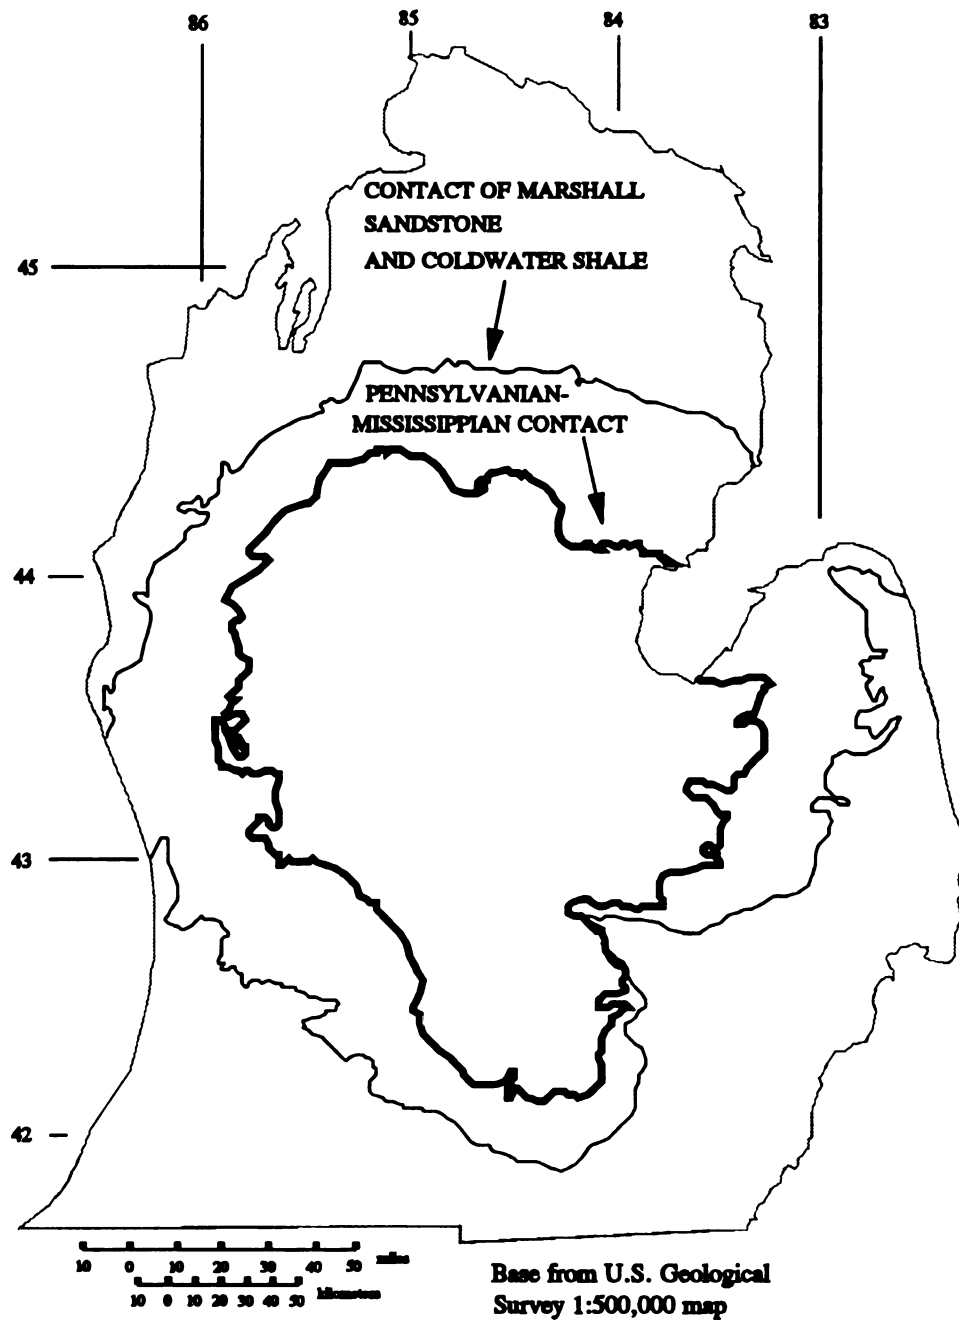 86 85 84 83
CONTACT OF MARSHALL
SANDSTONE
AND COLDWATER SHALE
45
PENNSYLVANIAN-
MISSISSIPPIAN CONTACT
44
43
42
10 0 10 20 30 40 50 miles
10 0 10 20 30 40 50 kilometers
Base from U.S. Geological
Survey 1:500,000 map